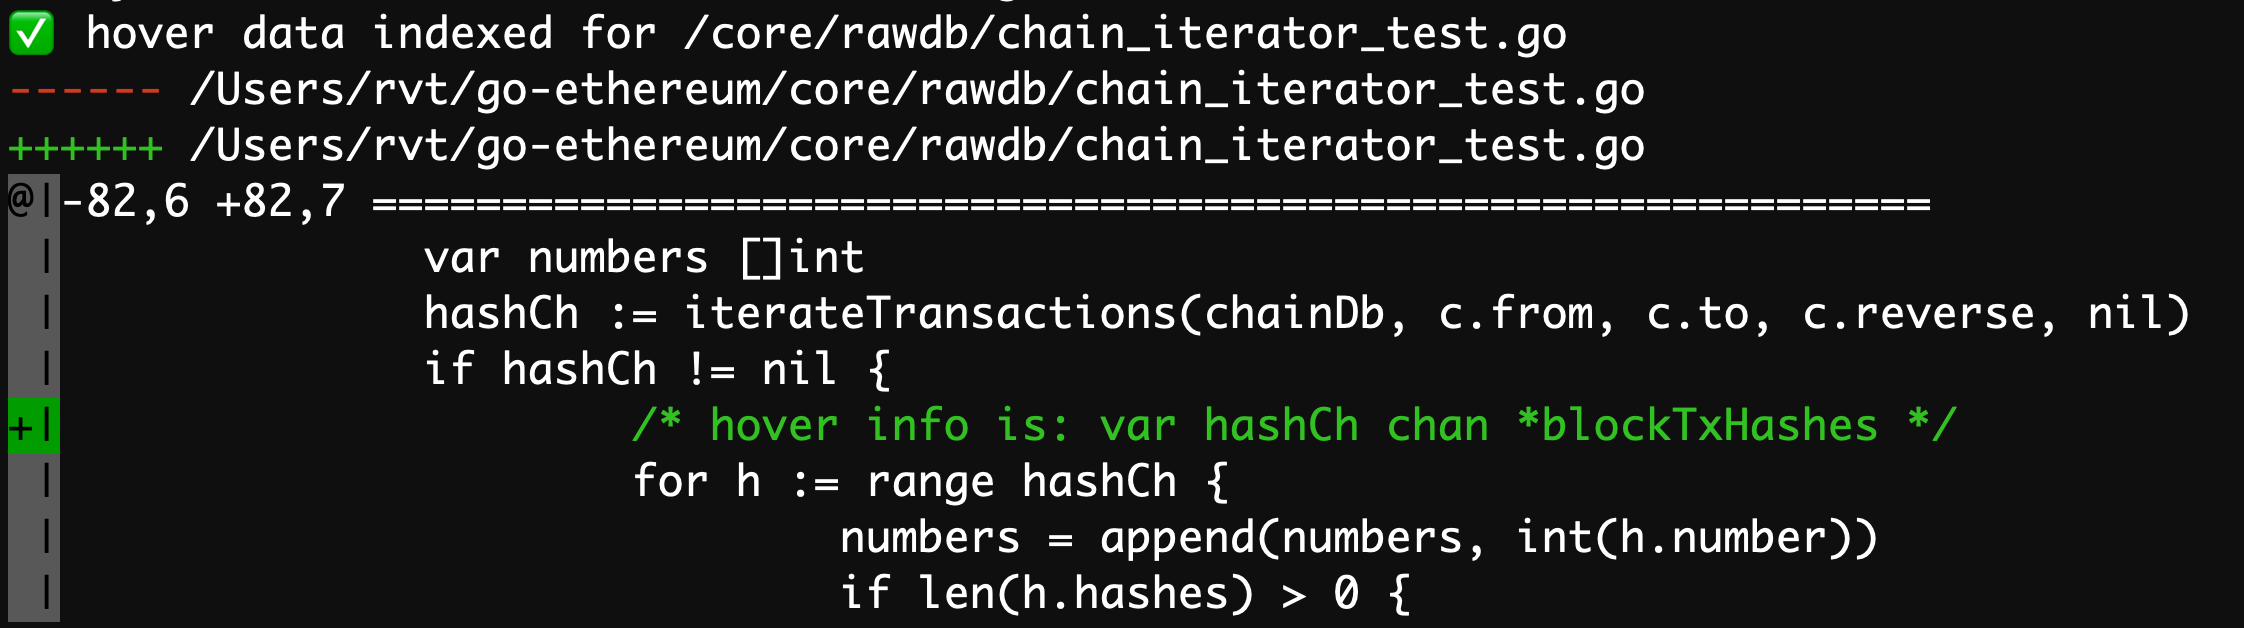 ✅ hover data indexed for /core/rawdb/chain_iterator_test.go
------ /Users/rvt/go-ethereum/core/rawdb/chain_iterator_test.go
++++++ /Users/rvt/go-ethereum/core/rawdb/chain_iterator_test.go
@|-82,6 +82,7 ============================================================
 |              var numbers []int
 |              hashCh := iterateTransactions(chainDb, c.from, c.to, c.reverse, nil)
 |              if hashCh != nil {
+|                      /* hover info is: var hashCh chan *blockTxHashes */
 |                      for h := range hashCh {
 |                              numbers = append(numbers, int(h.number))
 |                              if len(h.hashes) > 0 {